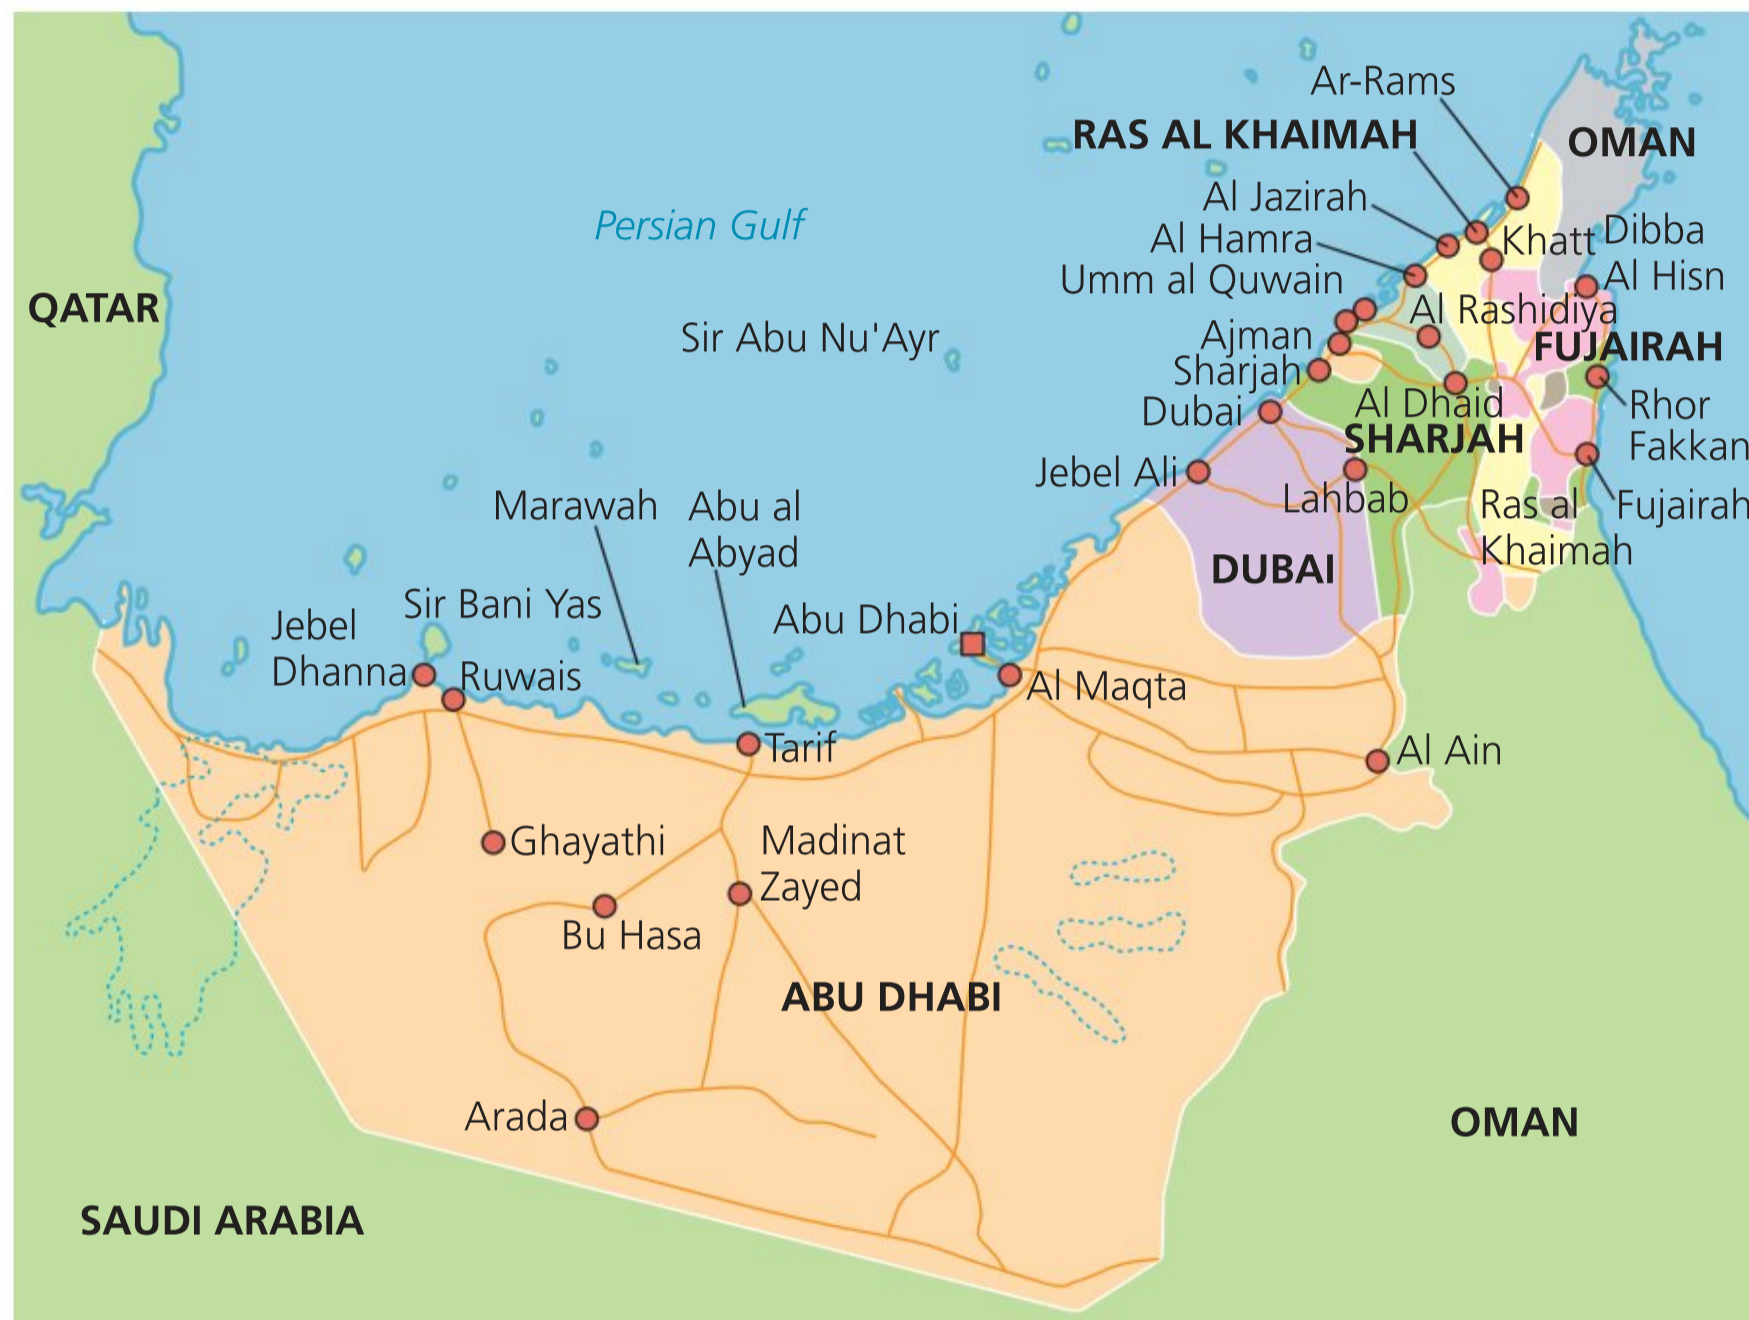 Ar-Rams
RAS AL KHAIMAH
OMAN
Al Jazirah
Persian Gulf
Al Hamra
Khatt
Dibba
Al Hisn
Umm al Quwain
QATAR
Al Rashidiya
Sir Abu Nu'Ayr
Ajman
FUJAIRAH
Sharjah
Dubai
Al Dhaid
Rhor
Fakkan
SHARJAH
Jebel Ali
Lahbab
Marawah
Abu al
Abyad
Ras al
Khaimah
Fujairah
DUBAI
Sir Bani Yas
Jebel
Dhanna
Abu Dhabi
Ruwais
Al Maqta
Tarif
Al Ain
Ghayathi
Madinat
Zayed
Bu Hasa
ABU DHABI
Arada
OMAN
SAUDI ARABIA